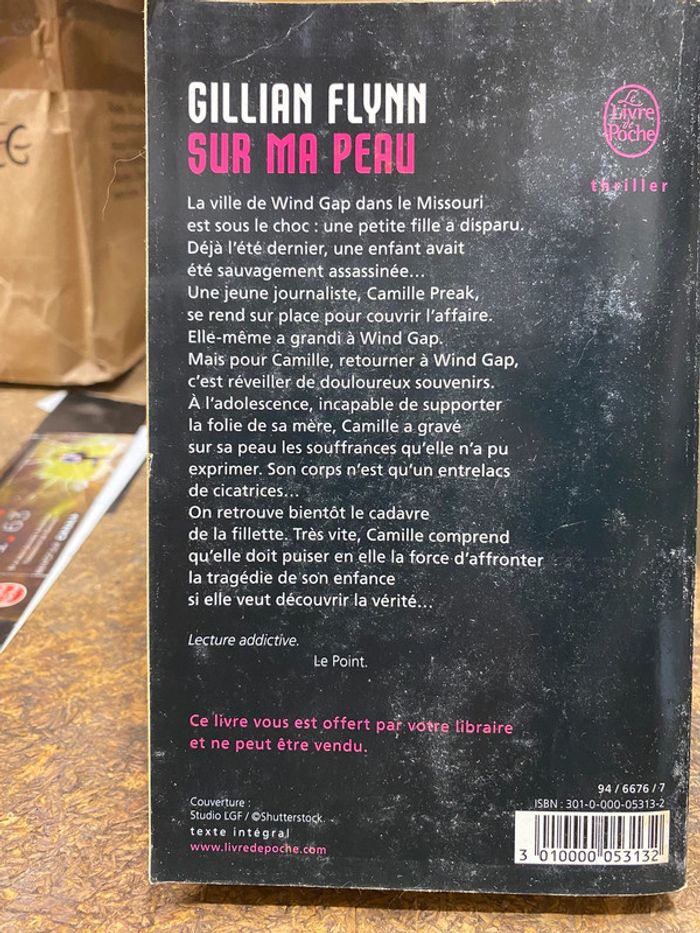 GILLIAN FLYNN
SUR MA PEAU
Le
Livre
de
Poche
thriller
La ville de Wind Gap dans le Missouri
est sous le choc : une petite fille a disparu.
Déjà l'été dernier, une enfant avait
été sauvagement assassinée...
Une jeune journaliste, Camille Preak,
se rend sur place pour couvrir l'affaire.
Elle-même a grandi à Wind Gap.
Mais pour Camille, retourner à Wind Gap,
c'est réveiller de douloureux souvenirs.
À l'adolescence, incapable de supporter
la folie de sa mère, Camille a gravé
sur sa peau les souffrances qu'elle n'a pu
exprimer. Son corps n'est qu'un entrelacs
de cicatrices...
On retrouve bientôt le cadavre
de la fillette. Très vite, Camille comprend
qu'elle doit puiser en elle la force d'affronter
la tragédie de son enfance
si elle veut découvrir la vérité...
Lecture addictive.
Le Point.
Ce livre vous est offert par votre libraire
et ne peut être vendu.
Couverture :
Studio LGF / ©Shutterstock.
texte intégral
www.livredepoche.com
94 / 6676 / 7
ISBN : 301-0-000-05313-2
3 010000 053132